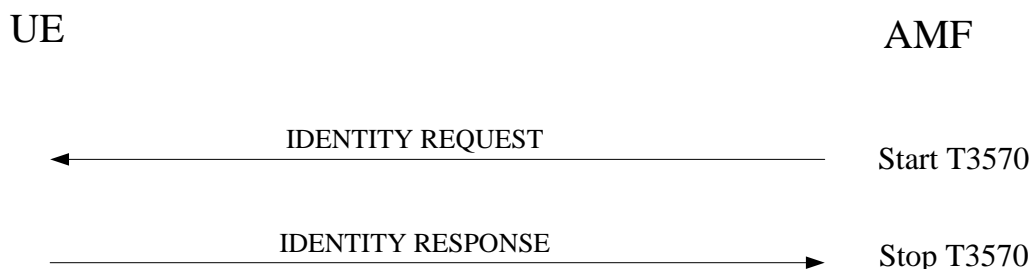 UE
AMF
IDENTITY REQUEST
Start T3570
IDENTITY RESPONSE
Stop T3570